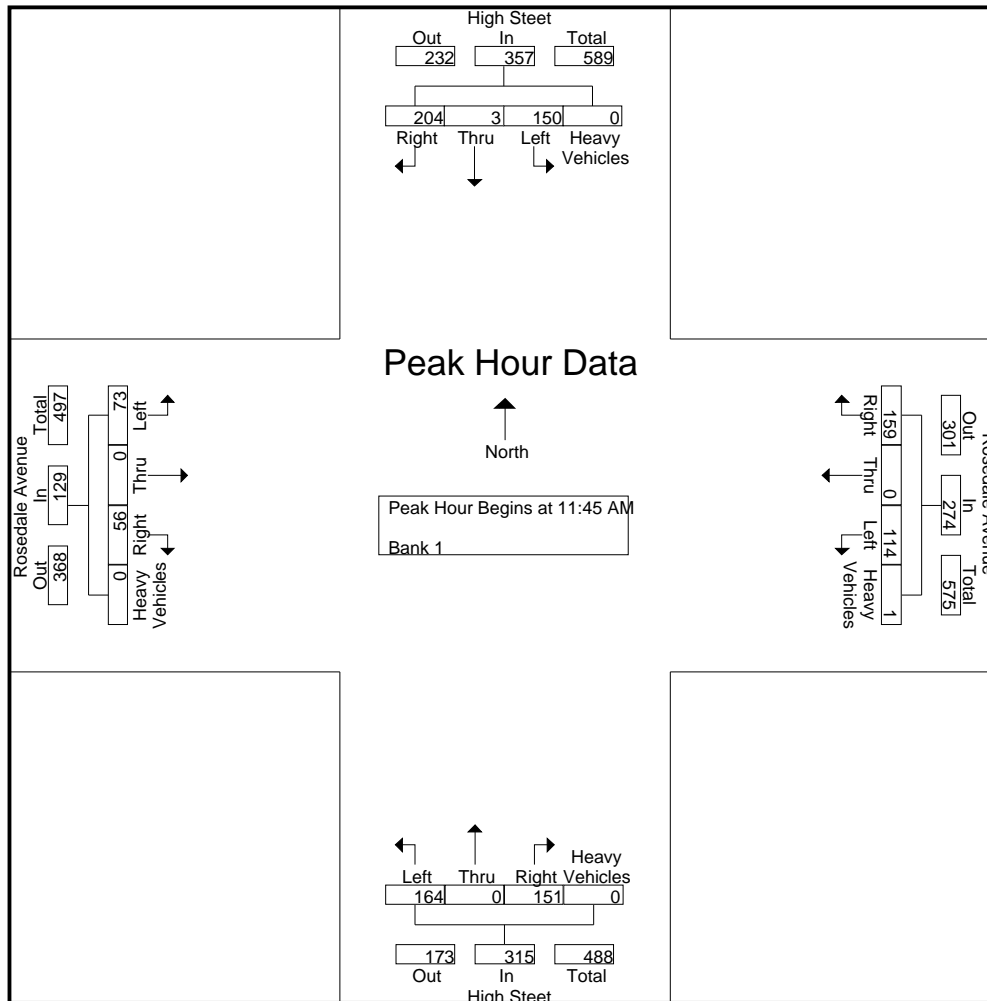 High Steet
Out In Total
232 357 589
204 3 150 0
Right Thru Left Heavy Vehicles
Peak Hour Data
North
Peak Hour Begins at 11:45 AM
Bank 1
Rosedale Avenue
Total In Out
497 129 368
73 0 56 0
Left Thru Right Heavy Vehicles
Rosedale Avenue
Out In Total
301 274 575
159 0 114 1
Right Thru Left Heavy Vehicles
Left Thru Right Heavy Vehicles
164 0 151 0
173 315 488
Out In Total
High Steet